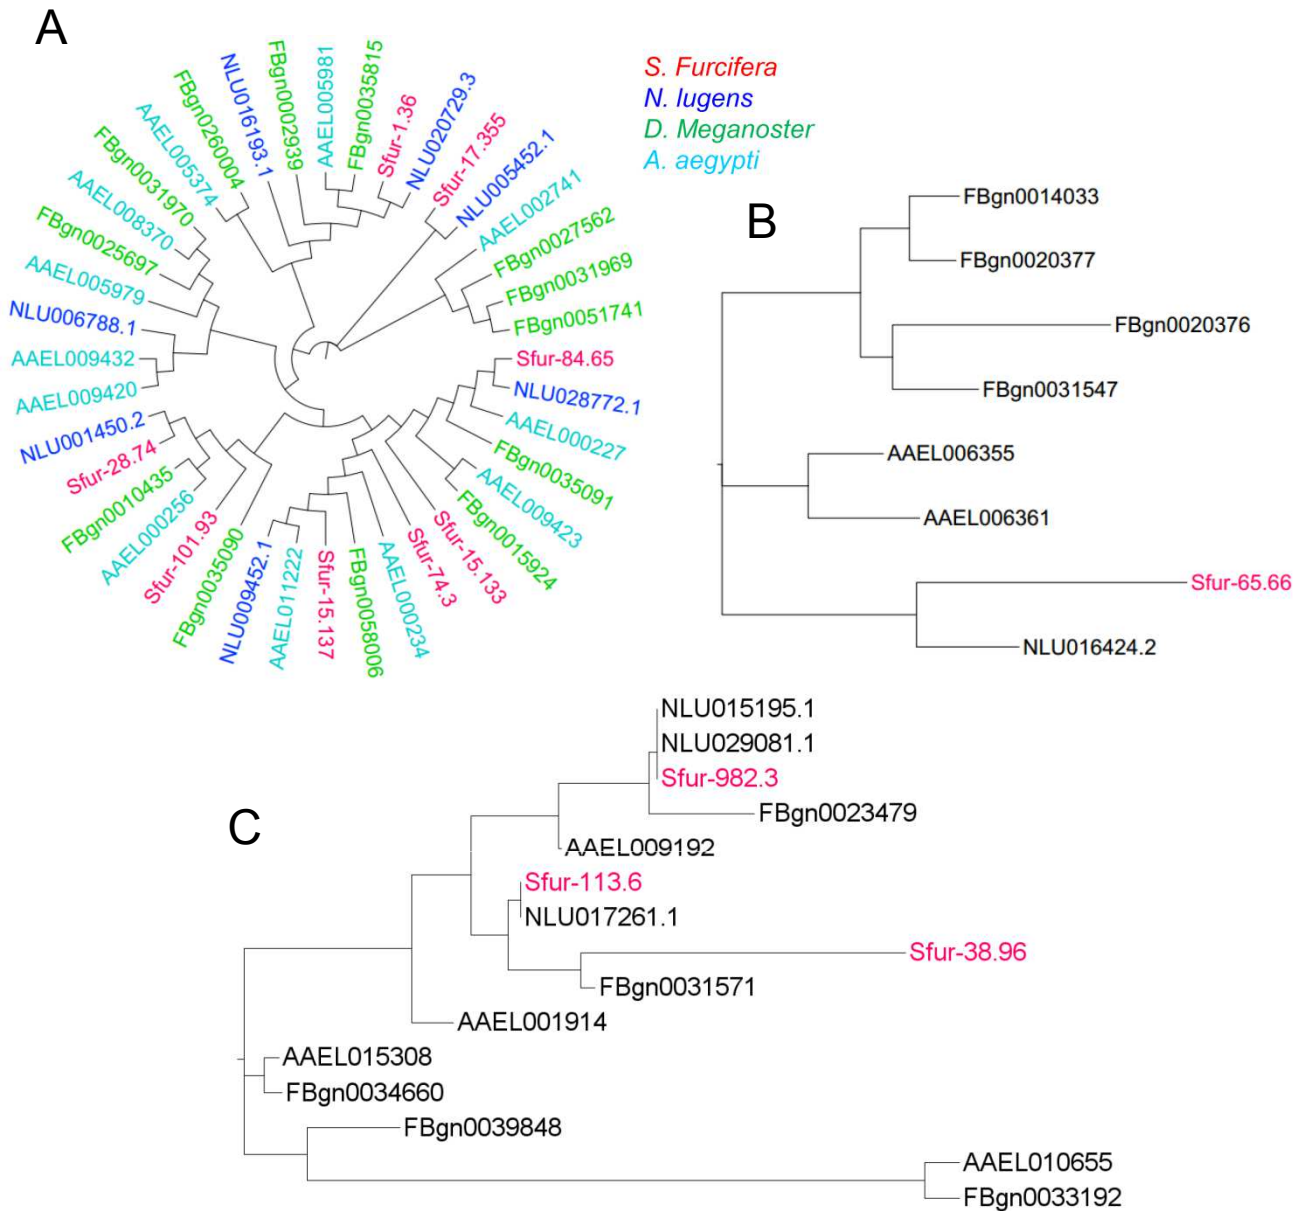 A
FBgn0002939
AAEL005981
FBgn0035815
Sfur-1.36
NLU020729.3
Sfur-17.355
NLU005452.1
AAEL002741
FBgn0027562
FBgn0031969
FBgn0051741
Sfur-84.65
NLU028772.1
AAEL000227
FBgn0035091
AAEL009423
FBgn0015924
Sfur-15.133
Sfur-74.3
AAEL000234
FBgn0058006
Sfur-15.137
AAEL011222
NLU009452.1
FBgn0035090
Sfur-101.93
AAEL000256
FBgn0010435
Sfur-28.74
NLU001450.2
AAEL009420
AAEL009432
NLU006788.1
AAEL005979
FBgn0025697
AAEL008370
FBgn0031970
AAEL005374
FBgn0260004
NLU016193.1
S. Furcifera
N. lugens
D. Meganoster
A. aegypti
B
FBgn0014033
FBgn0020377
FBgn0020376
FBgn0031547
AAEL006355
AAEL006361
Sfur-65.66
NLU016424.2
C
NLU015195.1
NLU029081.1
Sfur-982.3
FBgn0023479
AAEL009192
Sfur-113.6
NLU017261.1
Sfur-38.96
FBgn0031571
AAEL001914
AAEL015308
FBgn0034660
FBgn0039848
AAEL010655
FBgn0033192